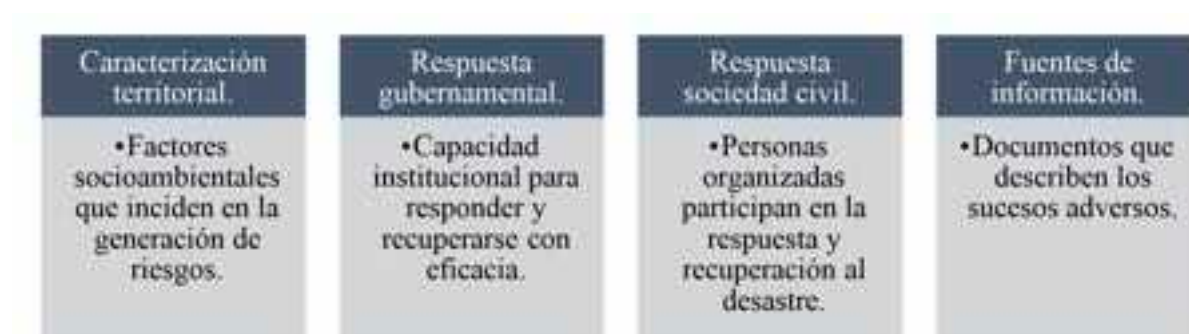 Caracterización
territorial.
•Factores
socioambientales
que inciden en la
generación de
riesgos.
Respuesta
gubernamental.
•Capacidad
institucional para
responder y
recuperarse con
eficacia.
Respuesta
sociedad civil.
•Personas
organizadas
participan en la
respuesta y
recuperación al
desastre.
Fuentes de
información.
•Documentos que
describen los
sucesos adversos.